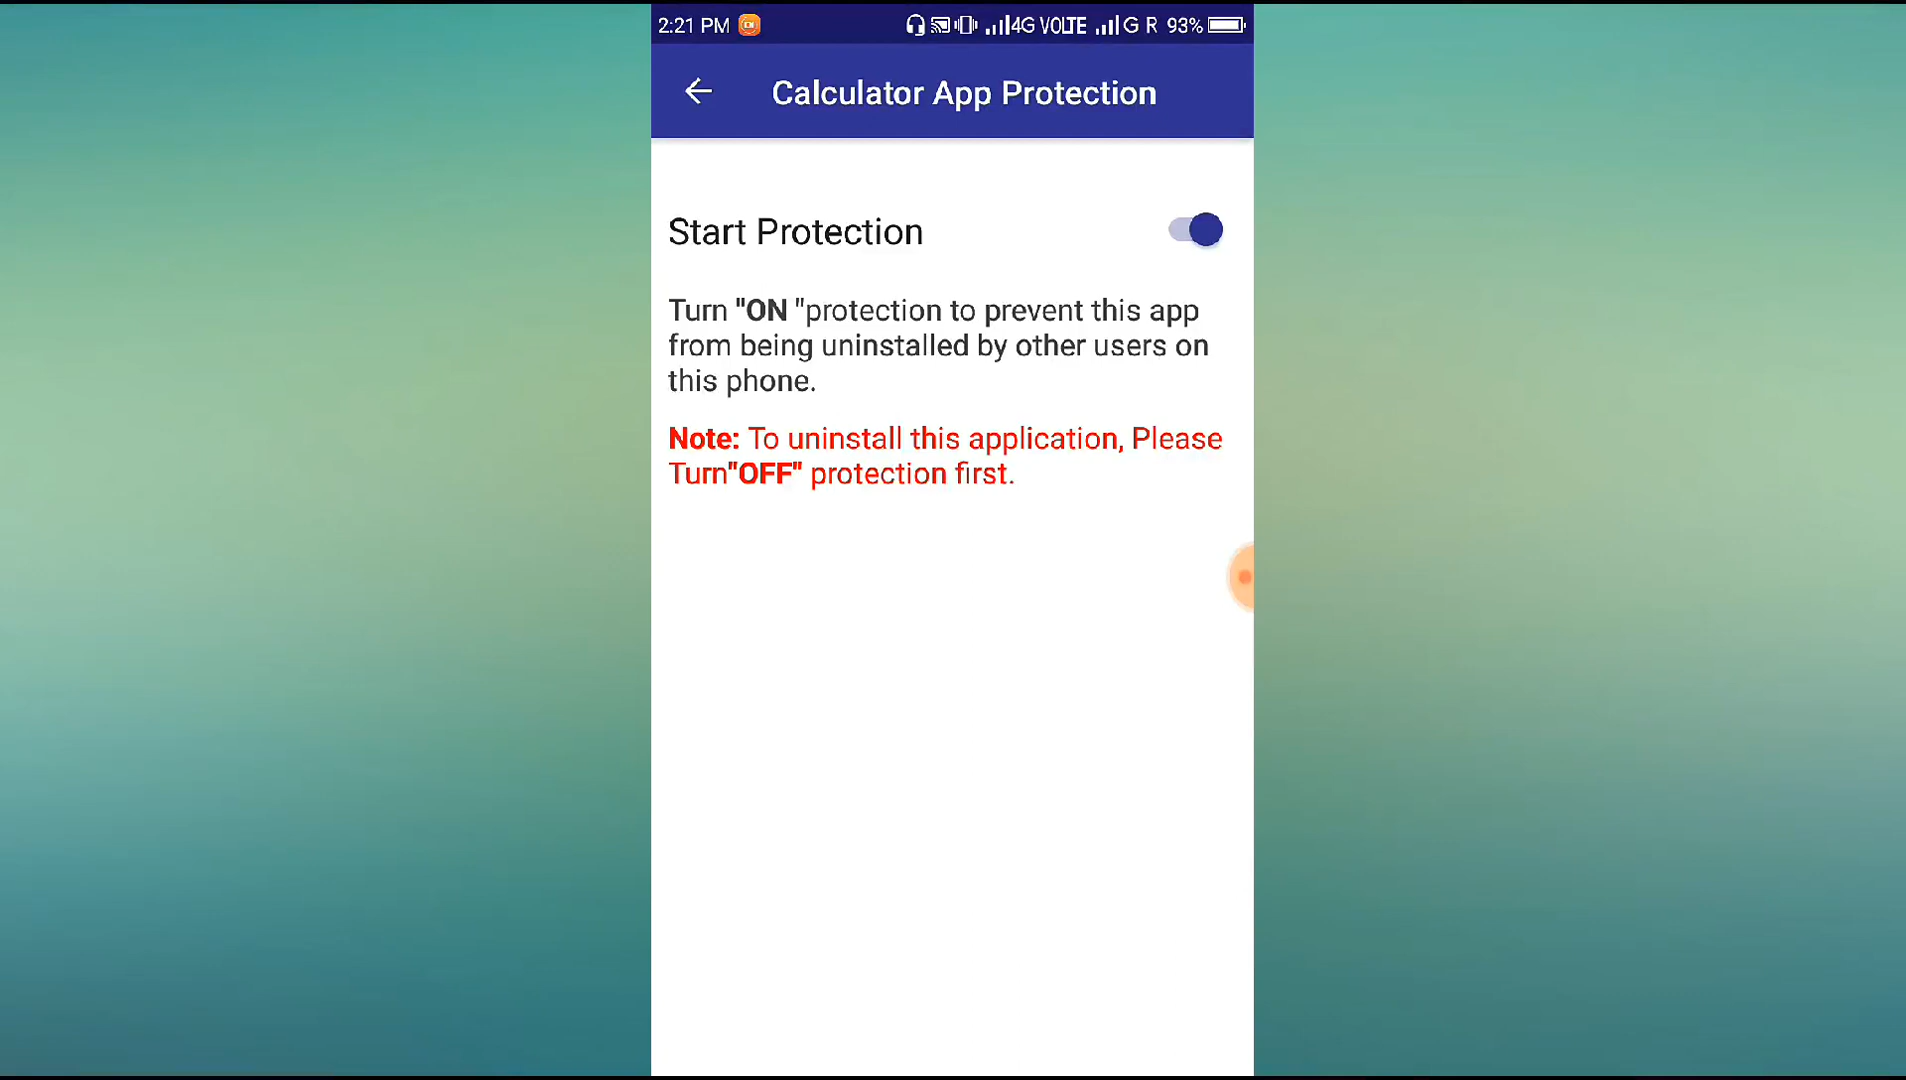 2:21 PM 4G VOLTE G R 93%
Calculator App Protection
Start Protection
Turn "ON "protection to prevent this app
from being uninstalled by other users on
this phone.
Note: To uninstall this application, Please
Turn"OFF" protection first.